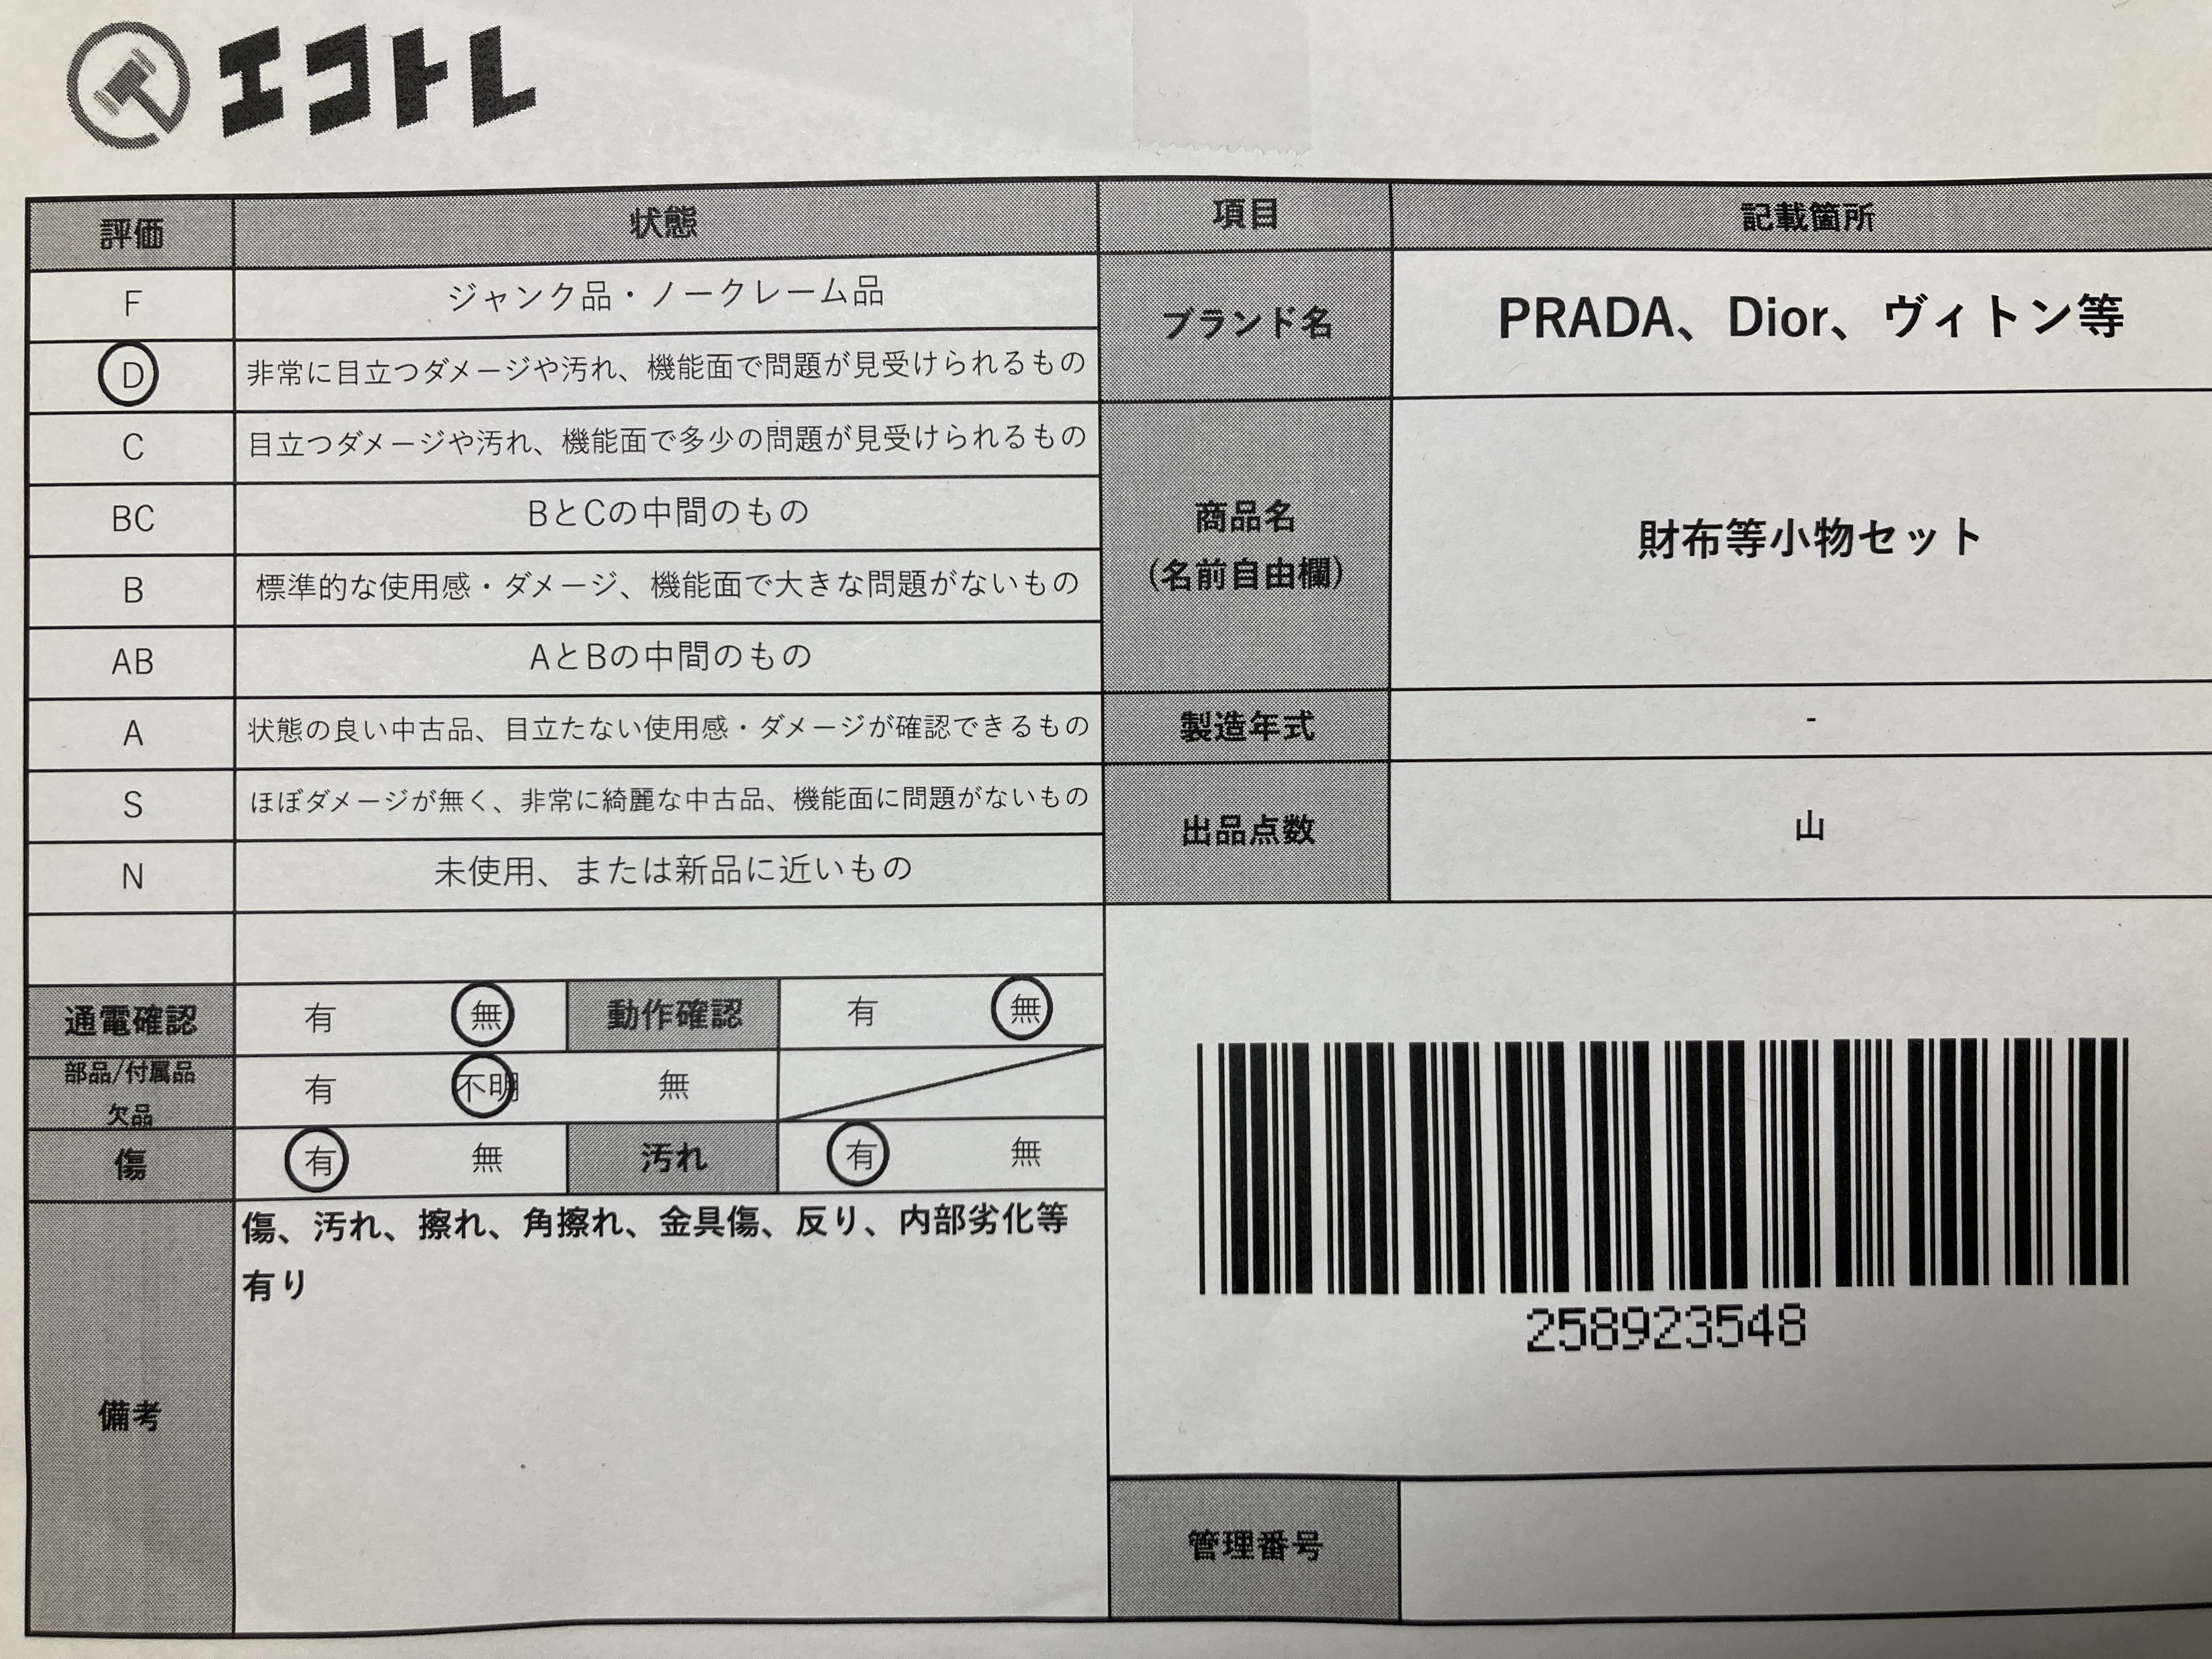 エコトレ
評価 状態 項目 記載箇所
F ジャンク品・ノークレーム品
ブランド名 PRADA、Dior、ヴィトン等
D 非常に目立つダメージや汚れ、機能面で問題が見受けられるもの
C 目立つダメージや汚れ、機能面で多少の問題が見受けられるもの
商品名
(名前自由欄)
財布等小物セット
BC BとCの中間のもの
B 標準的な使用感・ダメージ、機能面で大きな問題がないもの
AB AとBの中間のもの
A 状態の良い中古品、目立たない使用感・ダメージが確認できるもの
製造年式 -
S ほぼダメージが無く、非常に綺麗な中古品、機能面に問題がないもの
出品点数 山
N 未使用、または新品に近いもの
通電確認 有 無 動作確認 有 無
部品/付属品
欠品
有 不明 無
傷 有 無 汚れ 有 無
備考
傷、汚れ、擦れ、角擦れ、金具傷、反り、内部劣化等
有り
258923548
管理番号